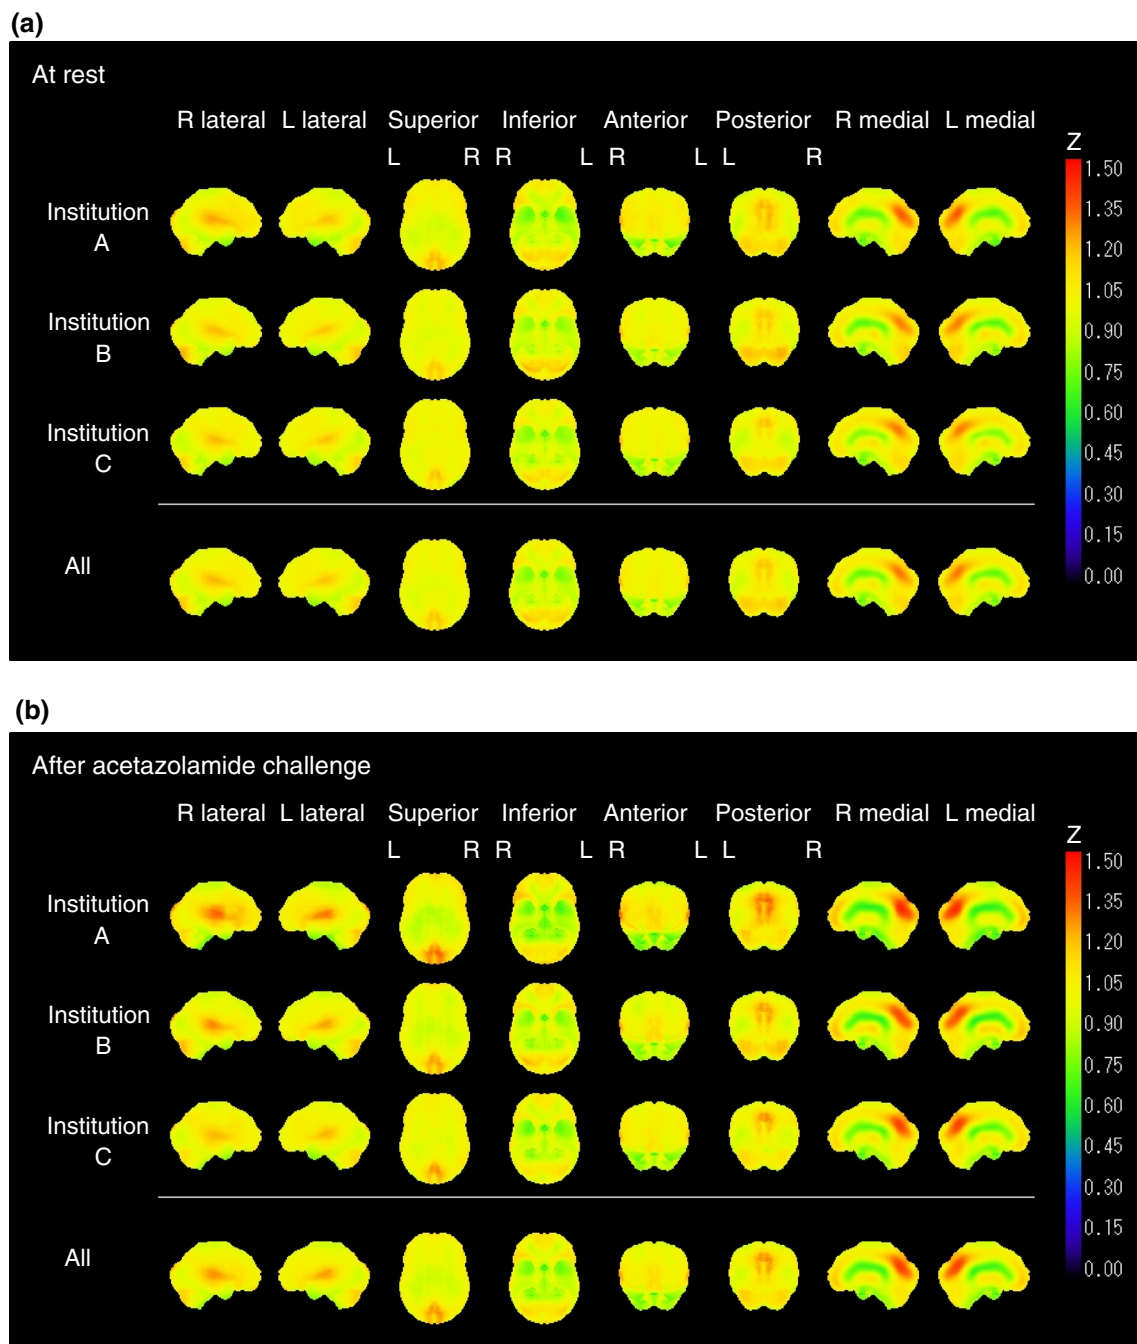 (a)
At rest
R lateral L lateral Superior Inferior Anterior Posterior R medial L medial
L R R L R L L R
Z
1.50
1.35
1.20
1.05
0.90
0.75
0.60
0.45
0.30
0.15
0.00
Institution
A
Institution
B
Institution
C
All
(b)
After acetazolamide challenge
R lateral L lateral Superior Inferior Anterior Posterior R medial L medial
L R R L R L L R
Z
1.50
1.35
1.20
1.05
0.90
0.75
0.60
0.45
0.30
0.15
0.00
Institution
A
Institution
B
Institution
C
All